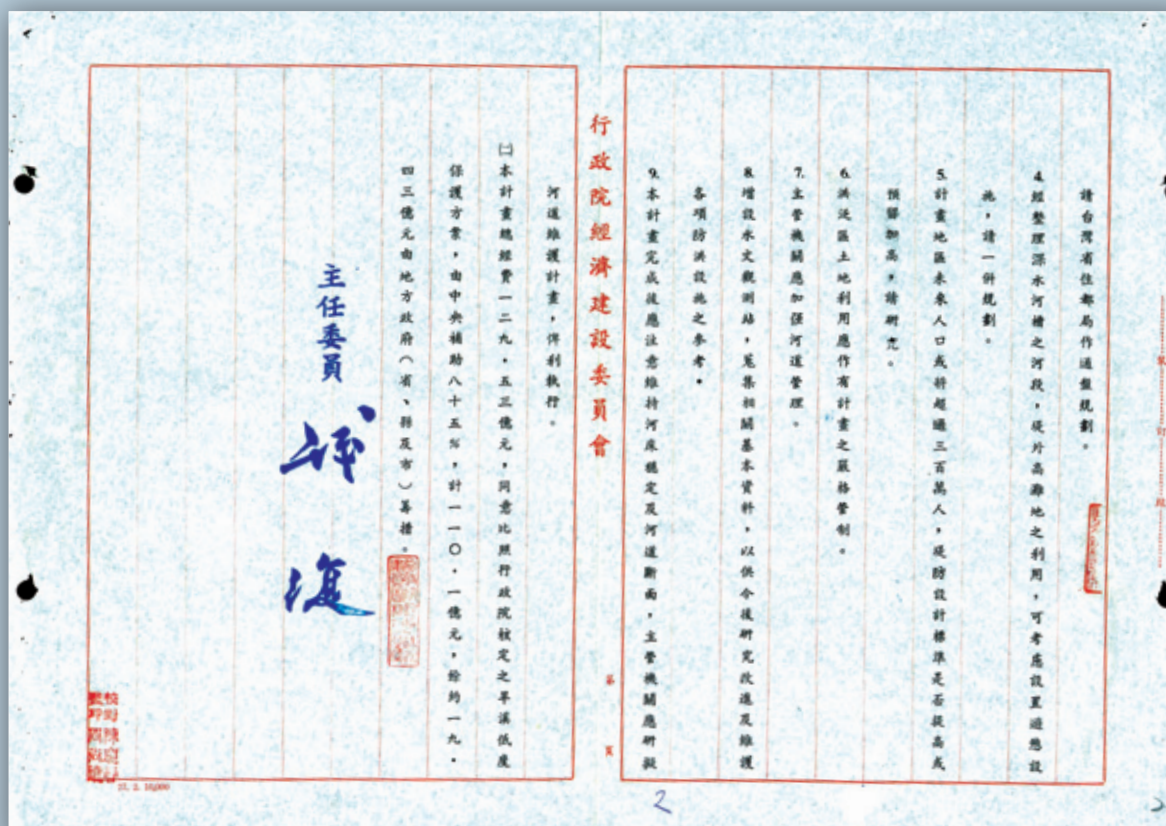 請台灣省住都局作通盤規劃。
4.經整理深水河槽之河段,堤外高灘地之利用,可考慮設置遊憩設
施,請一併規劃。
5.計畫地區未來人口或將超過三百萬人,堤防設計標準是否提高或
預留加高,請研究。
6.洪泛區土地利用應作有計畫之嚴格管制。
7.主管機關應加強河道管理。
8.增設水文觀測站,蒐集相關基本資料,以供今後研究改進及維護
各項防洪設施之參考。
9.本計畫完成後應注意維持河床穩定及河道斷面,主管機關應研擬
行政院經濟建設委員會
第 頁
河道維護計畫,俾利執行。
㈡本計畫總經費一二九.五三億元,同意比照行政院核定之旱溪低度
保護方案,由中央補助八十五%,計一一〇.一億元,餘約一九.
四三億元由地方政府(省、縣及市)籌措。
主任委員
復
2